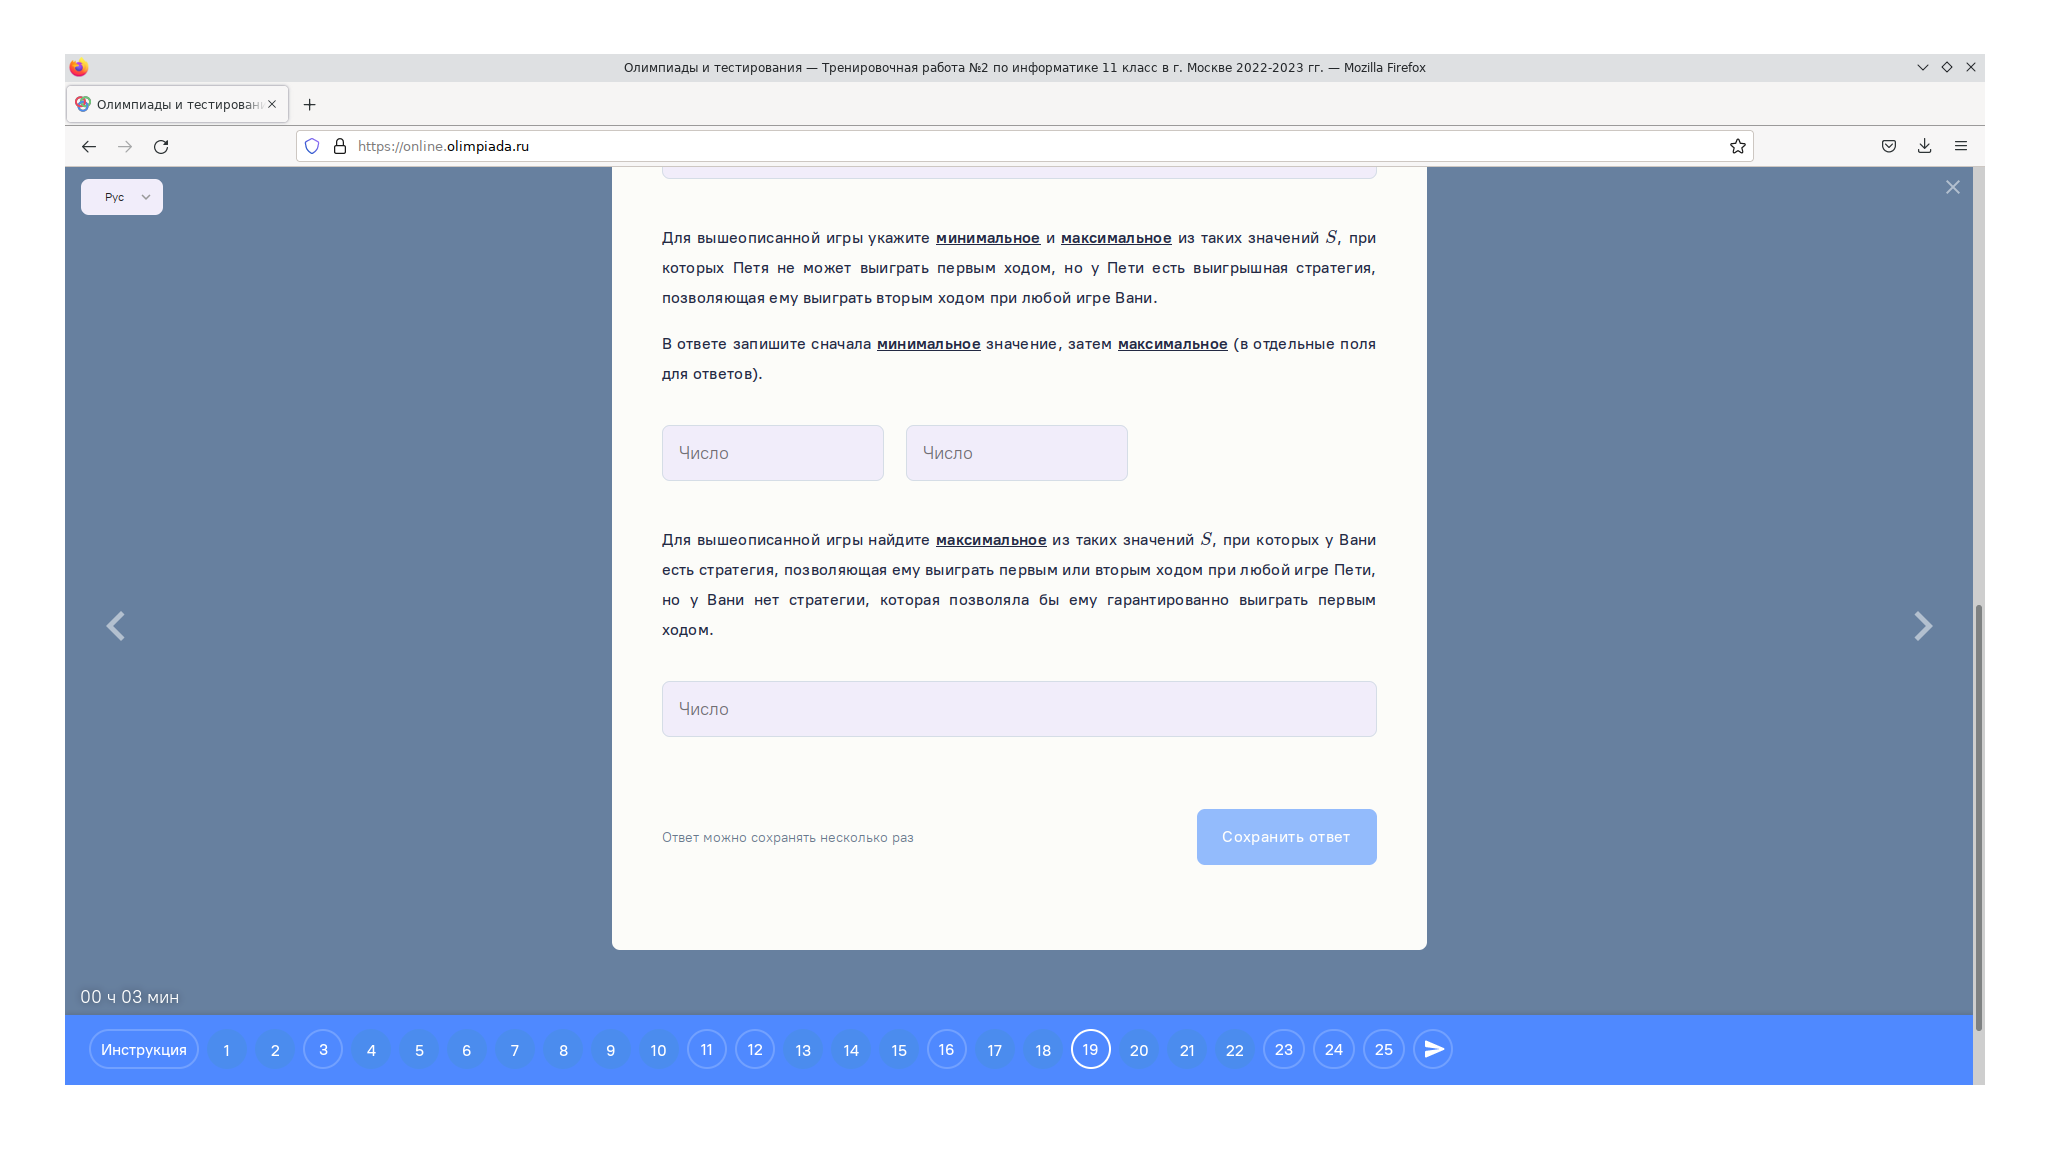 Олимпиады и тестирования — Тренировочная работа №2 по информатике 11 класс в г. Москве 2022-2023 гг. — Mozilla Firefox
Олимпиады и тестирован
https://online.olimpiada.ru
Рус
Для вышеописанной игры укажите минимальное и максимальное из таких значений S, при
которых Петя не может выиграть первым ходом, но у Пети есть выигрышная стратегия,
позволяющая ему выиграть вторым ходом при любой игре Вани.
В ответе запишите сначала минимальное значение, затем максимальное (в отдельные поля
для ответов).
Число Число
Для вышеописанной игры найдите максимальное из таких значений S, при которых у Вани
есть стратегия, позволяющая ему выиграть первым или вторым ходом при любой игре Пети,
но у Вани нет стратегии, которая позволяла бы ему гарантированно выиграть первым
ходом.
Число
Ответ можно сохранять несколько раз Сохранить ответ
00 ч 03 мин
Инструкция 1 2 3 4 5 6 7 8 9 10 11 12 13 14 15 16 17 18 19 20 21 22 23 24 25